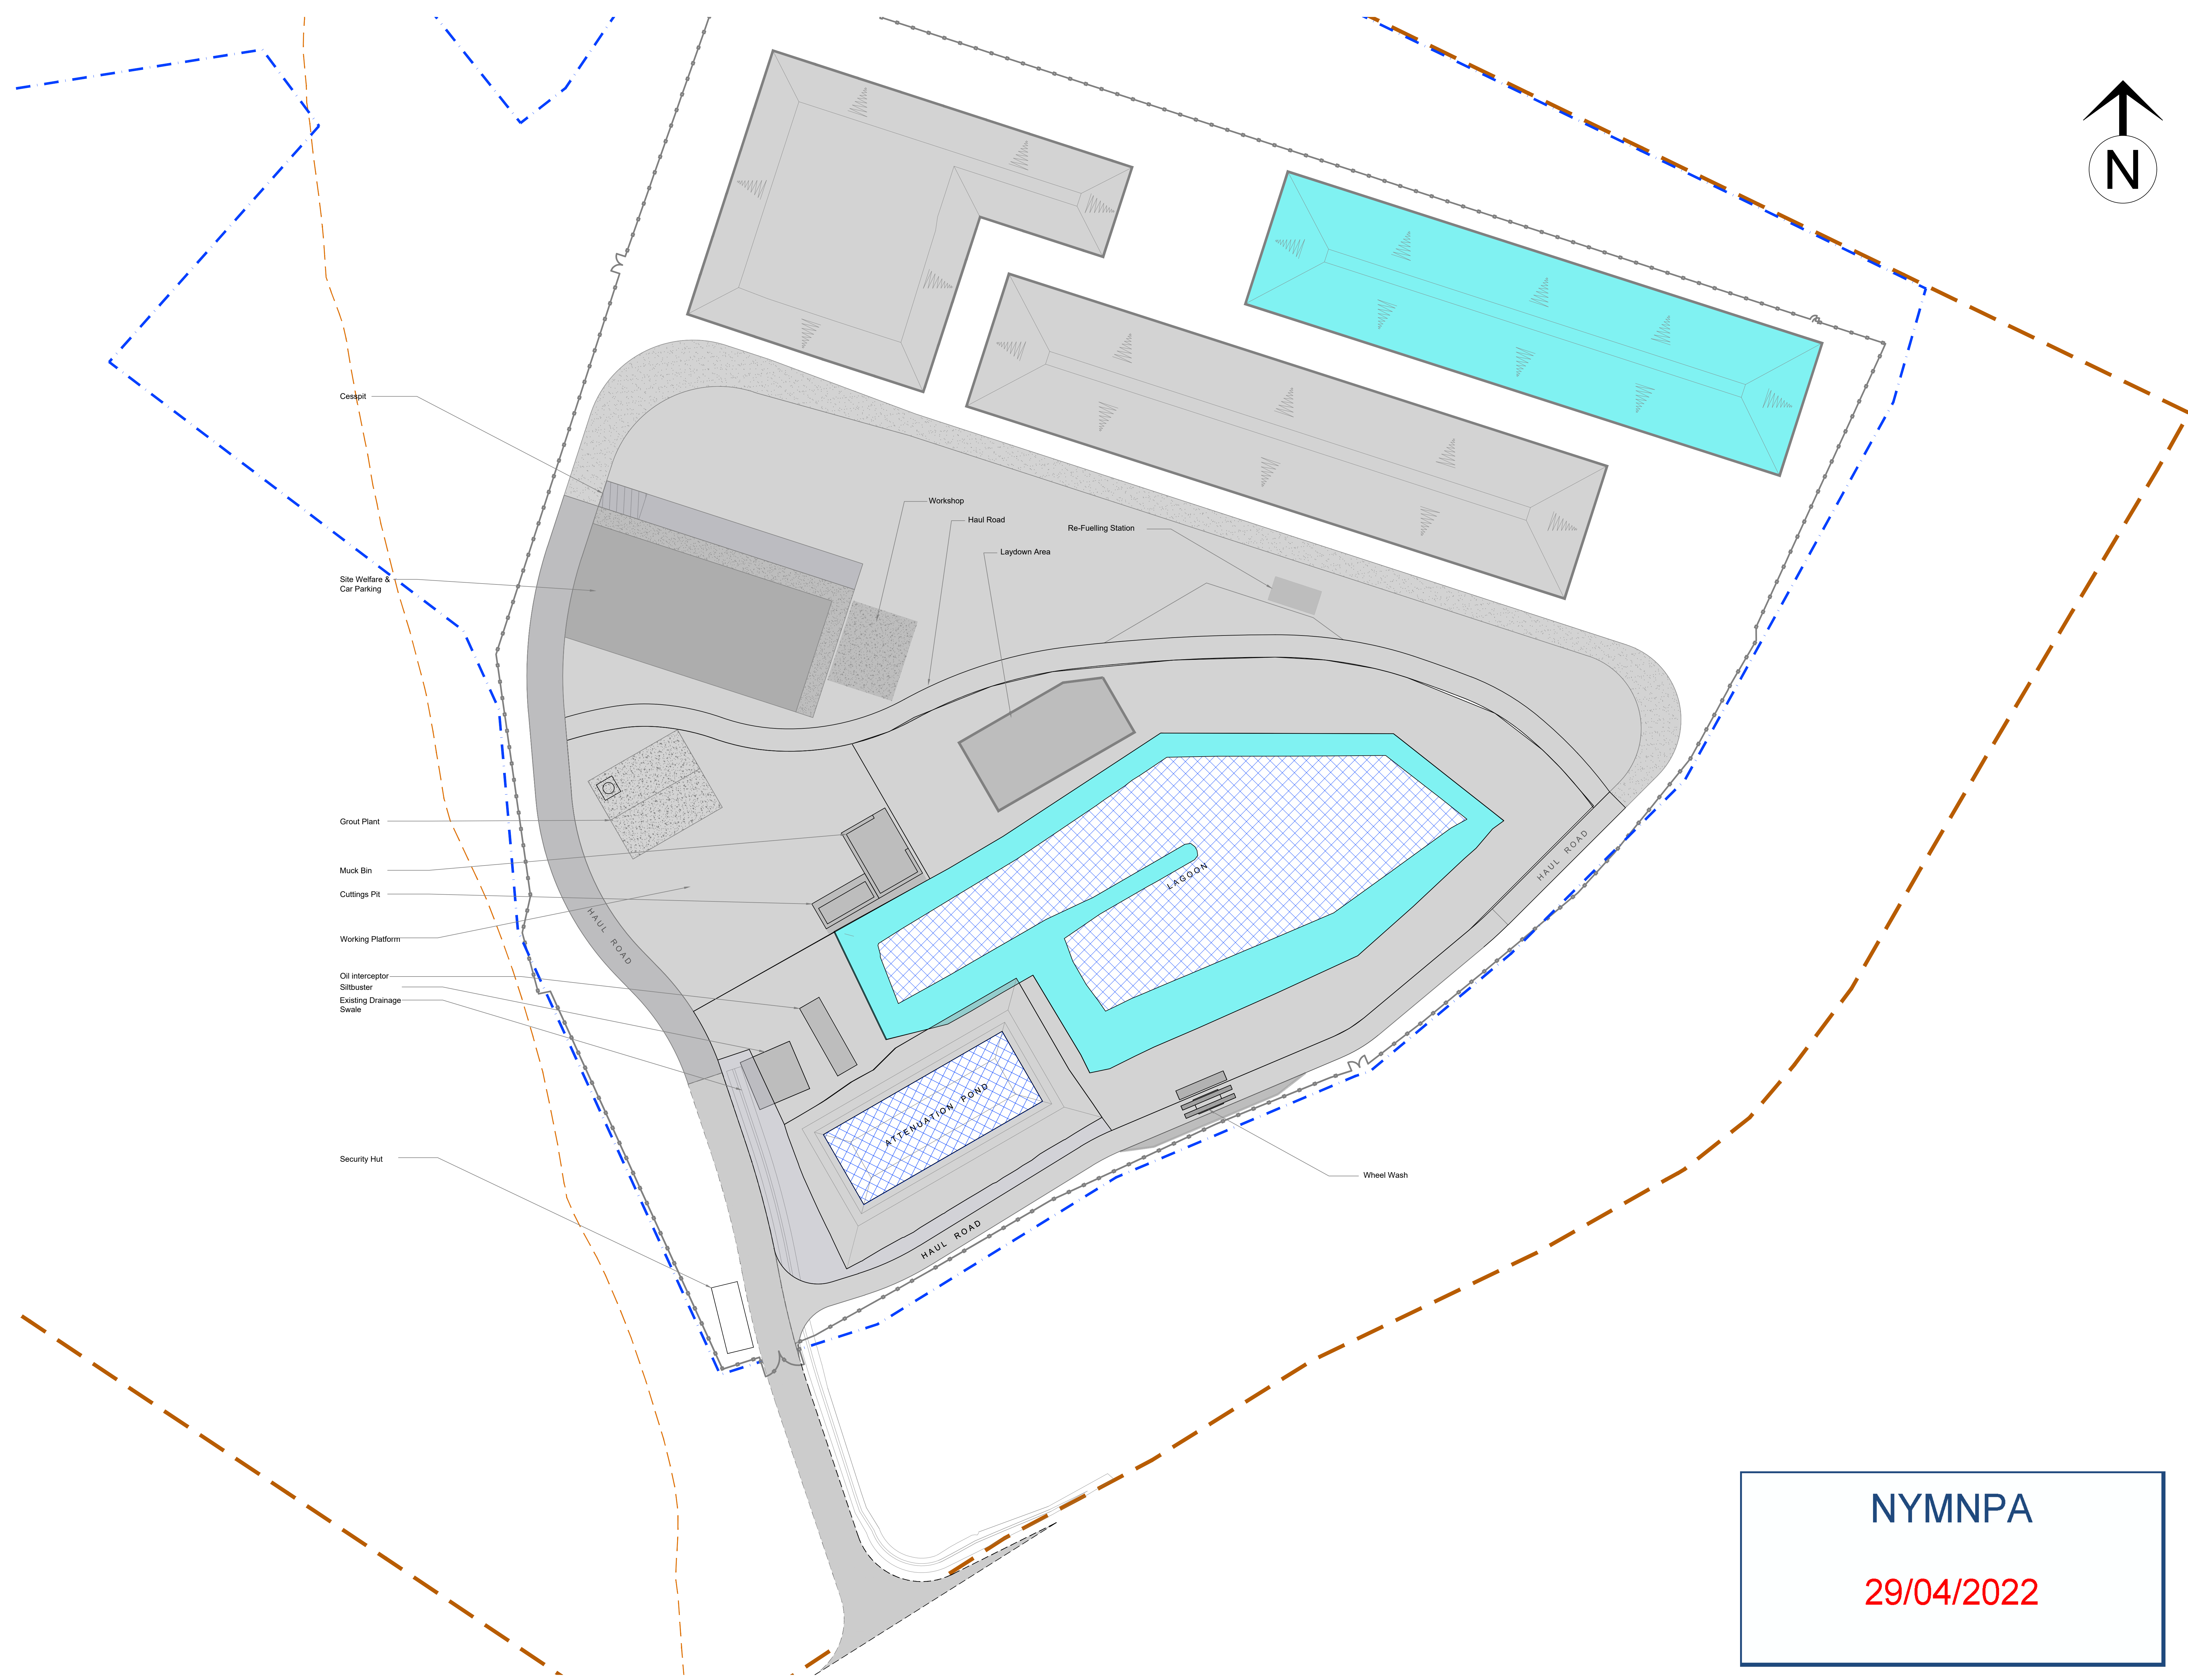 N
Cesspit
Workshop
Haul Road
Re-Fuelling Station
Laydown Area
Site Welfare &
Car Parking
Grout Plant
Muck Bin
Cuttings Pit
Working Platform
Oil interceptor
Siltbuster
Existing Drainage
Swale
Security Hut
HAUL ROAD
LAGOON
HAUL ROAD
ATTENUATION POND
HAUL ROAD
Wheel Wash
NYMNPA
29/04/2022